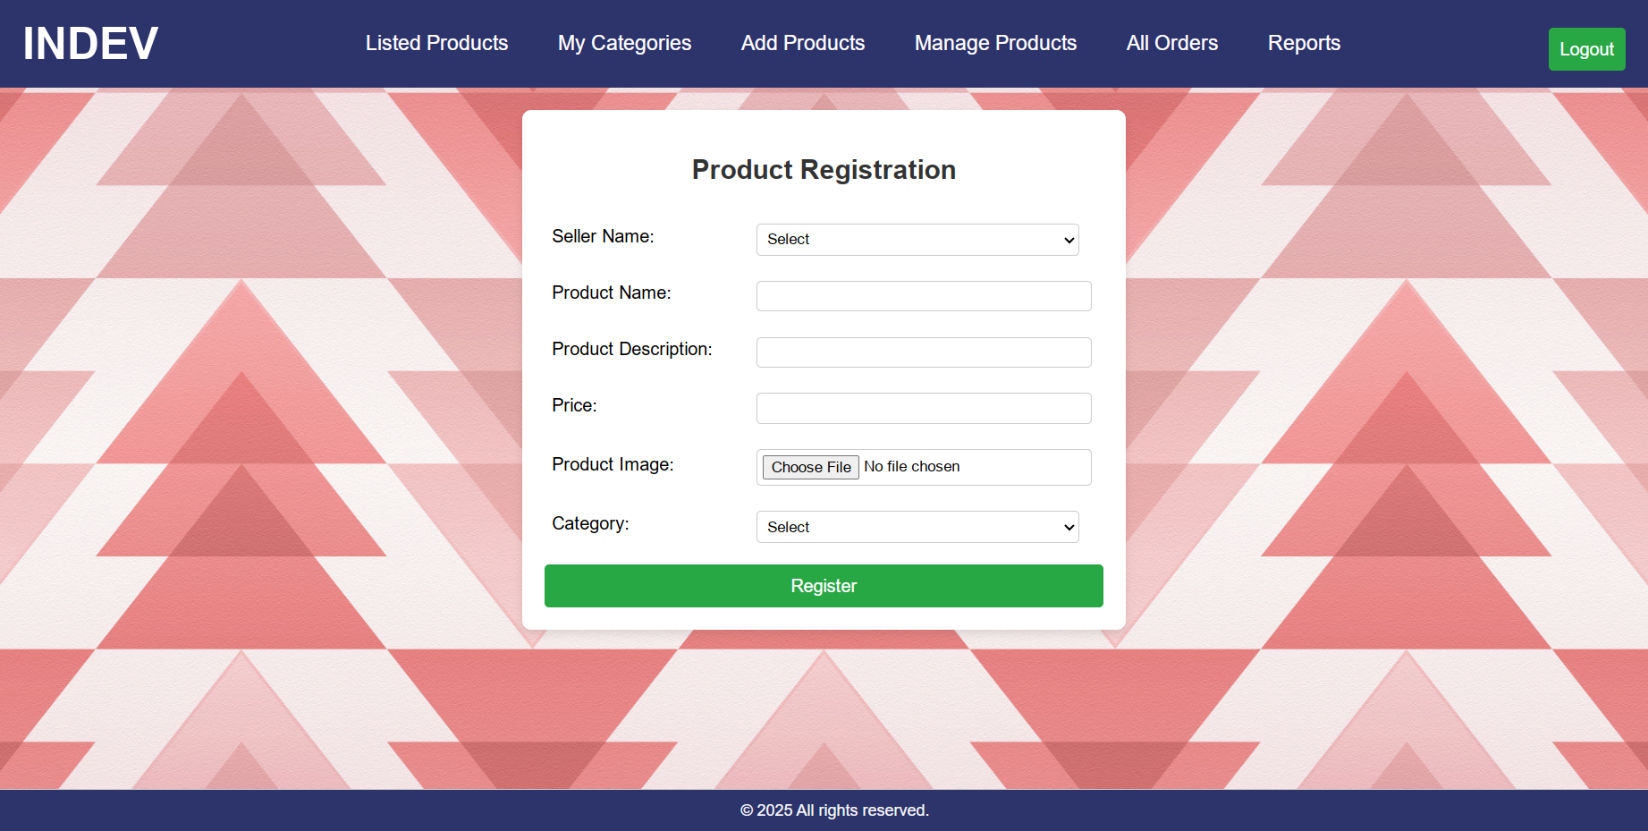 INDEV
Listed Products
My Categories
Add Products
Manage Products
All Orders
Reports
Logout
Product Registration
Seller Name:
Select
Product Name:
Product Description:
Price:
Product Image:
Choose File No file chosen
Category:
Select
Register
© 2025 All rights reserved.